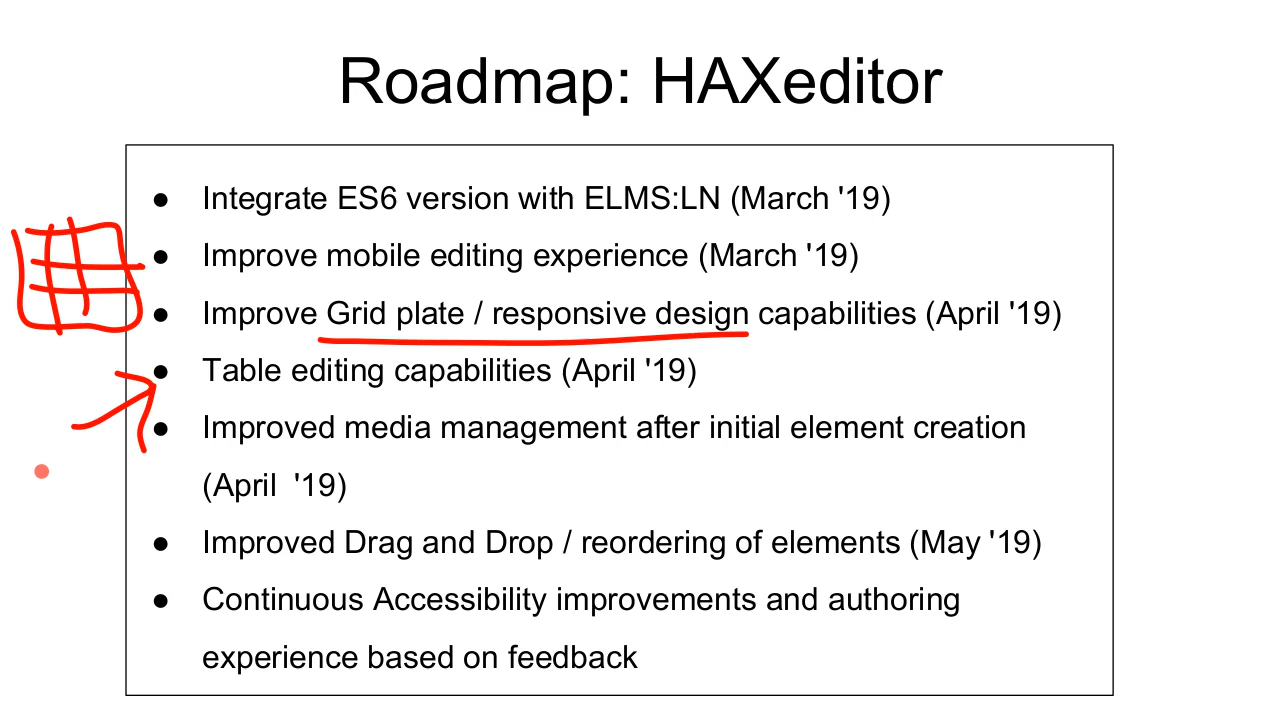 Roadmap: HAXeditor
● Integrate ES6 version with ELMS:LN (March '19)
● Improve mobile editing experience (March '19)
● Improve Grid plate / responsive design capabilities (April '19)
● Table editing capabilities (April '19)
● Improved media management after initial element creation
(April  '19)
● Improved Drag and Drop / reordering of elements (May '19)
● Continuous Accessibility improvements and authoring
experience based on feedback